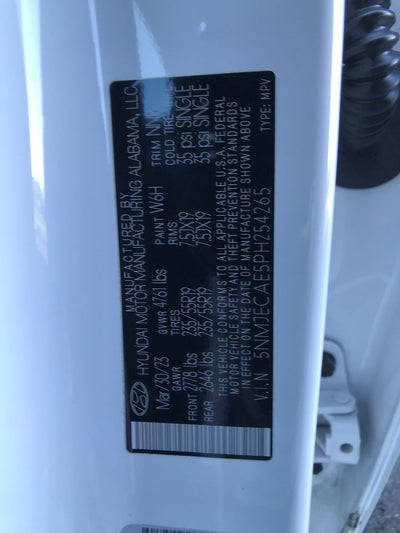 MANUFACTURED BY
HYUNDAI MOTOR MANUFACTURING ALABAMA, LLC
Mar/30/23 GVWR 4761 lbs PAINT W6H TRIM
GAWR TIRES RIMS COLD TIRE
FRONT 2778 lbs 235/55R19 7.5JX19 35 psi SINGLE
REAR 2646 lbs 235/55R19 7.5JX19 35 psi SINGLE
THIS VEHICLE CONFORMS TO ALL APPLICABLE U.S.A. FEDERAL
MOTOR VEHICLE SAFETY AND THEFT PREVENTION STANDARDS
IN EFFECT ON THE DATE OF MANUFACTURE SHOWN ABOVE
V.I.N 5NMJECAE5PH254265 TYPE: MPV